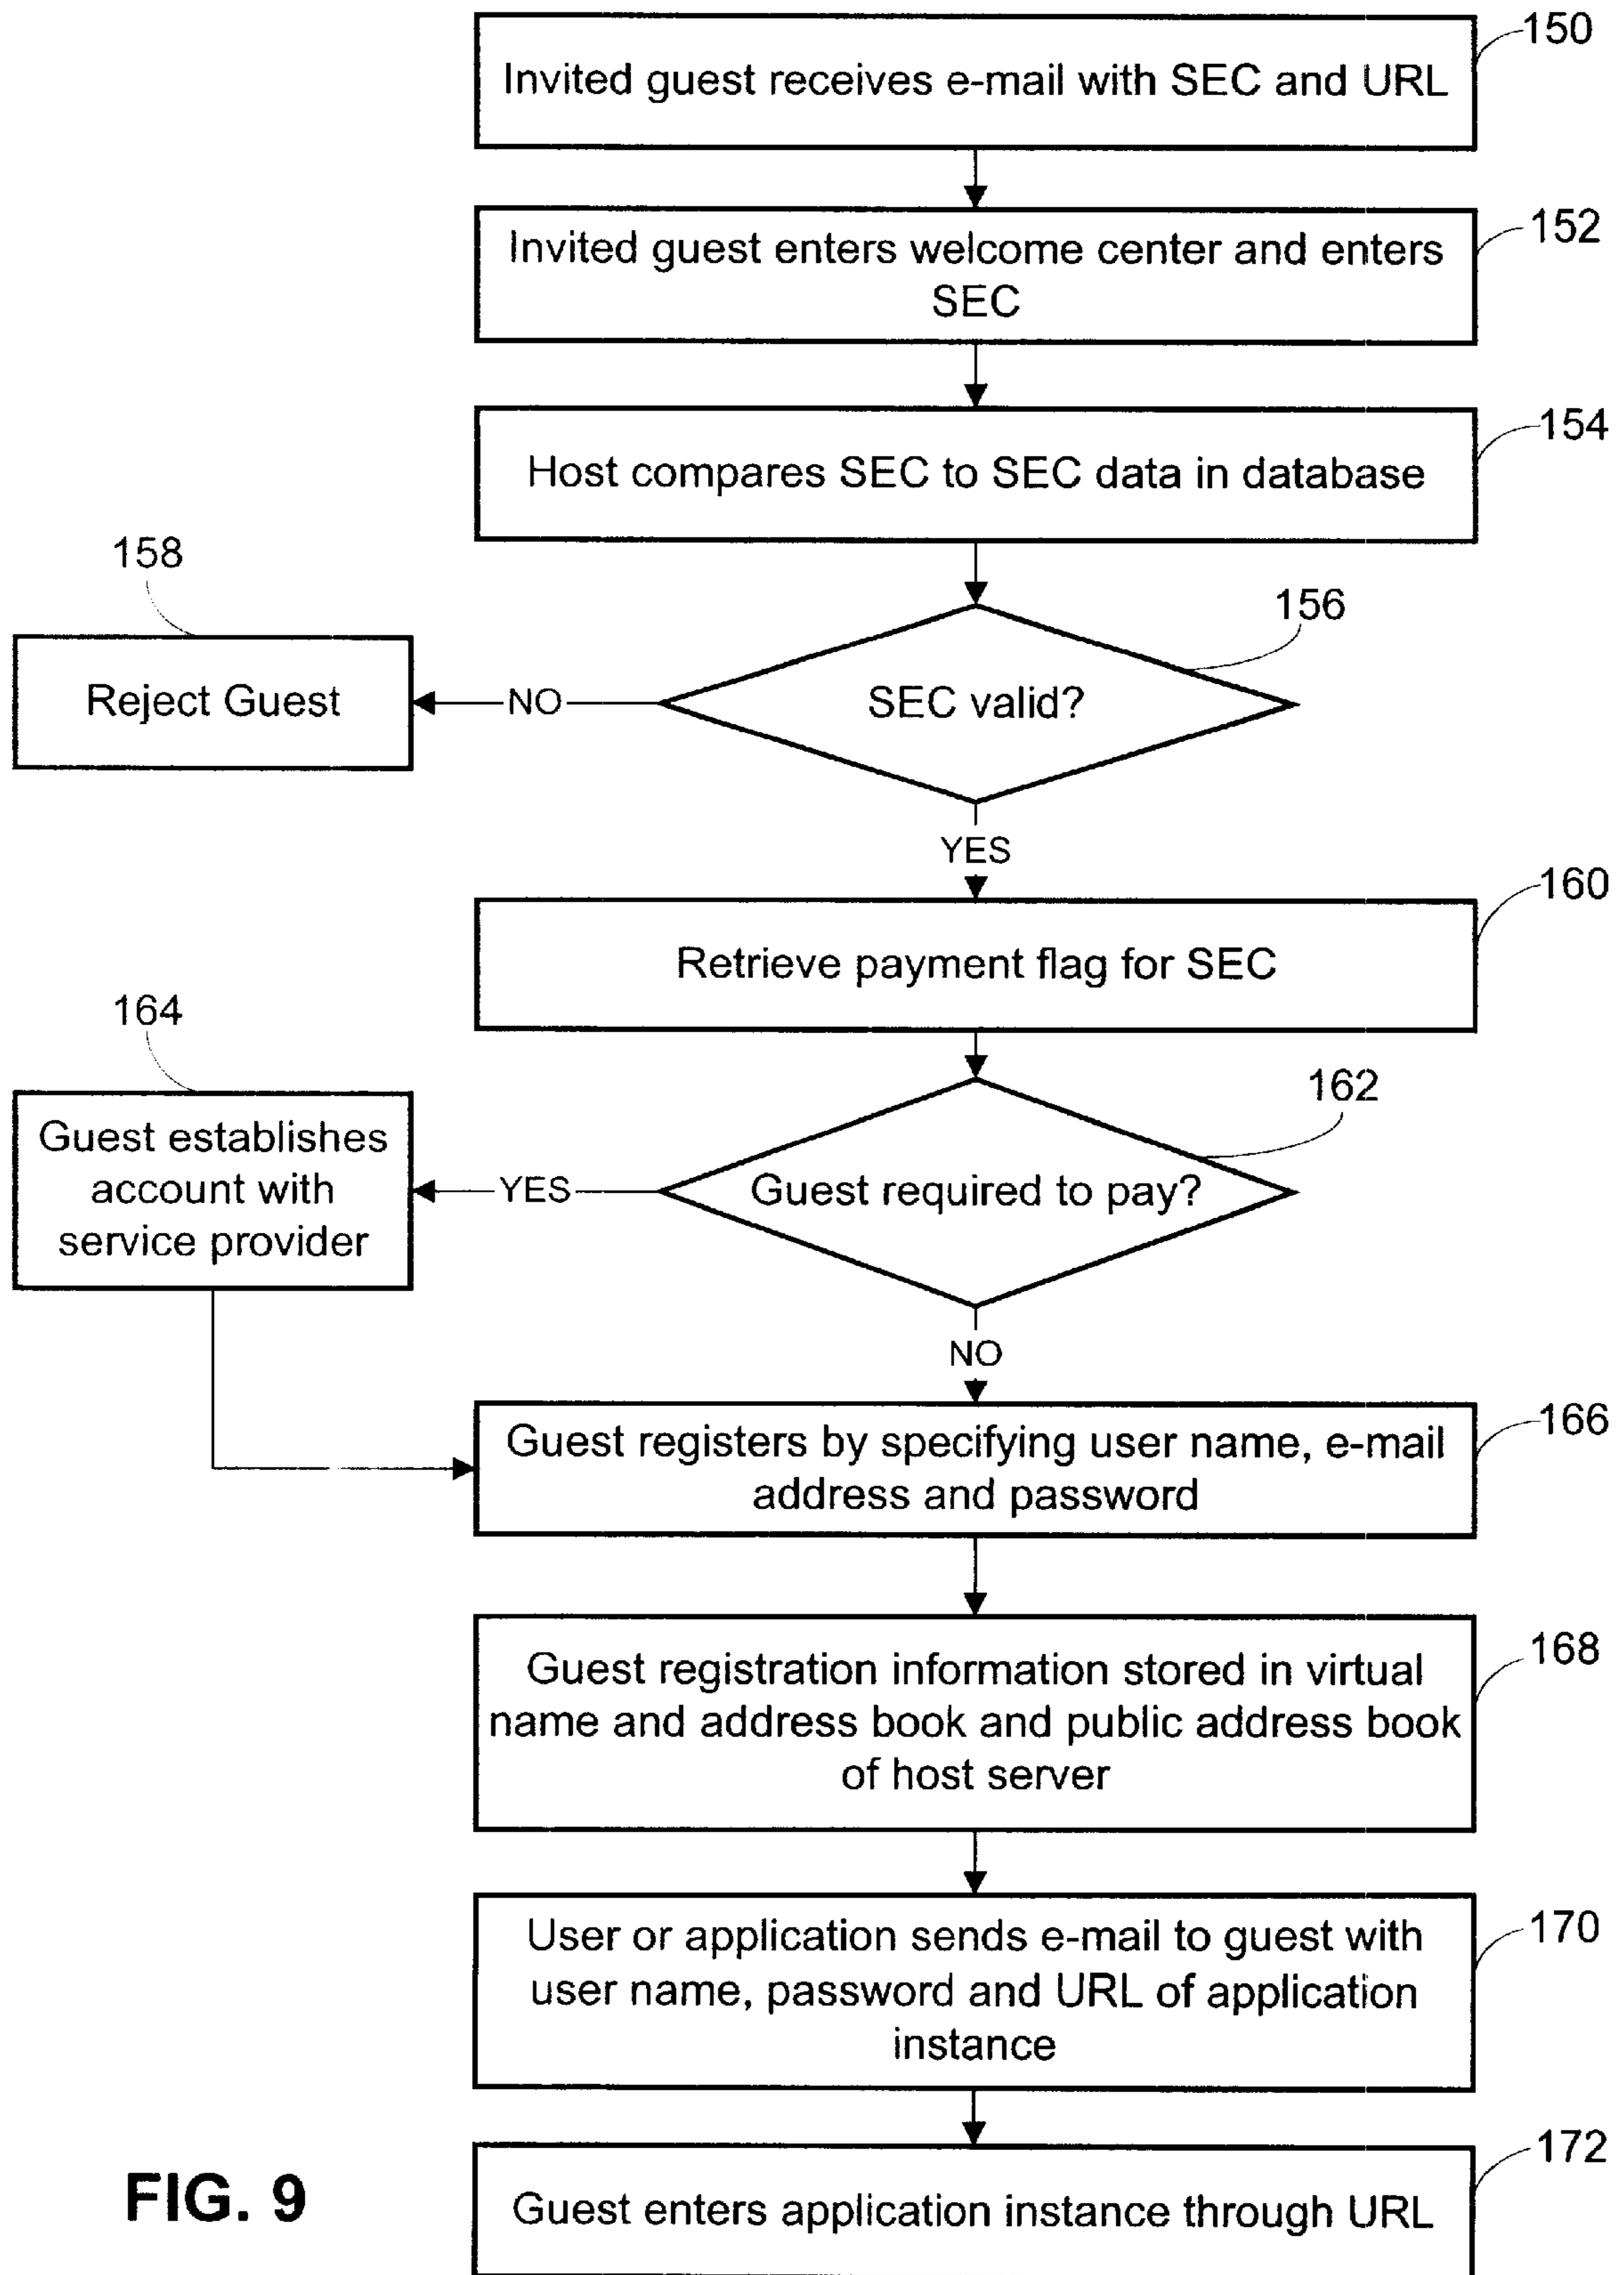 150
Invited guest receives e-mail with SEC and URL
152
Invited guest enters welcome center and enters
SEC
154
Host compares SEC to SEC data in database
158
156
Reject Guest
NO
SEC valid?
YES
160
Retrieve payment flag for SEC
164
162
Guest establishes
account with
service provider
YES
Guest required to pay?
NO
166
Guest registers by specifying user name, e-mail
address and password
168
Guest registration information stored in virtual
name and address book and public address book
of host server
170
User or application sends e-mail to guest with
user name, password and URL of application
instance
172
Guest enters application instance through URL
FIG. 9